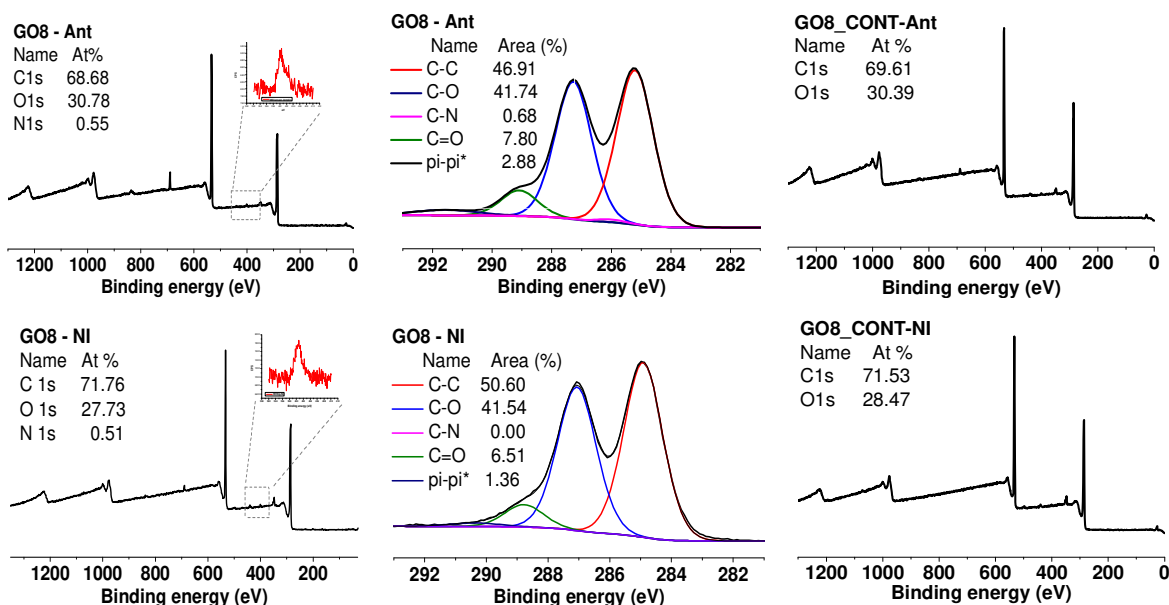 GO8 - Ant
Name At%
C1s 68.68
O1s 30.78
N1s 0.55
1200 1000 800 600 400 200 0
Binding energy (eV)
GO8 - Ant
Name Area (%)
C-C 46.91
C-O 41.74
C-N 0.68
C=O 7.80
pi-pi* 2.88
292 290 288 286 284 282
Binding energy (eV)
GO8_CONT-Ant
Name At %
C1s 69.61
O1s 30.39
1200 1000 800 600 400 200 0
Binding energy (eV)
GO8 - NI
Name At %
C 1s 71.76
O 1s 27.73
N 1s 0.51
1200 1000 800 600 400 200
Binding energy (eV)
GO8 - NI
Name Area (%)
C-C 50.60
C-O 41.54
C-N 0.00
C=O 6.51
pi-pi* 1.36
292 290 288 286 284 282
Binding energy (eV)
GO8_CONT-NI
Name At %
C1s 71.53
O1s 28.47
1200 1000 800 600 400 200 0
Binding energy (eV)